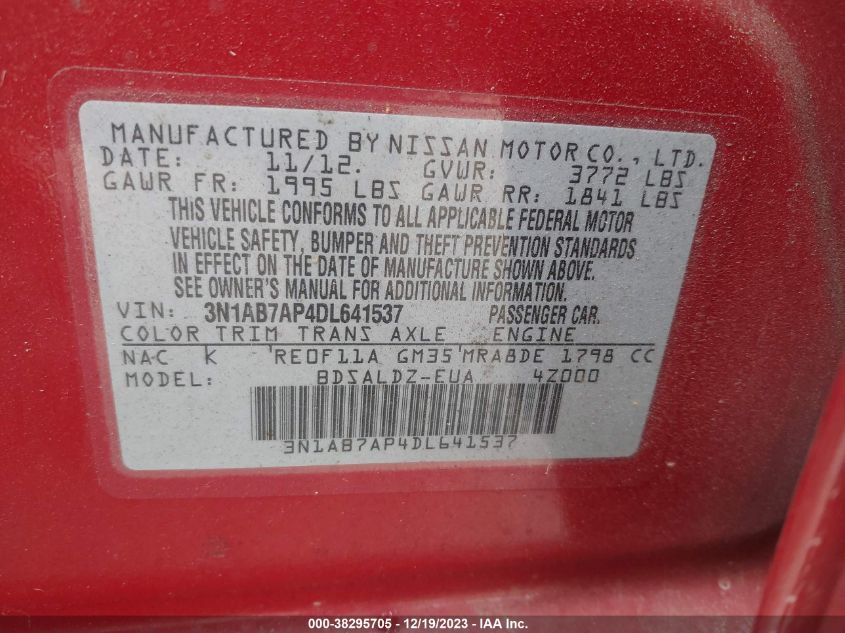 MANUFACTURED BY NISSAN MOTOR CO., LTD.
DATE: 11/12. GVWR: 3772 LBS
GAWR FR: 1995 LBS GAWR RR: 1841 LBS
THIS VEHICLE CONFORMS TO ALL APPLICABLE FEDERAL MOTOR
VEHICLE SAFETY, BUMPER AND THEFT PREVENTION STANDARDS
IN EFFECT ON THE DATE OF MANUFACTURE SHOWN ABOVE.
SEE OWNER'S MANUAL FOR ADDITIONAL INFORMATION.
VIN: 3N1AB7AP4DL641537 PASSENGER CAR.
COLOR TRIM TRANS AXLE ENGINE
NAC K RE0F11A GM35 MRA8DE 1798 CC
MODEL: BDSALDZ-EUA 4Z000
3N1AB7AP4DL641537
000-38295705 - 12/19/2023 - IAA Inc.